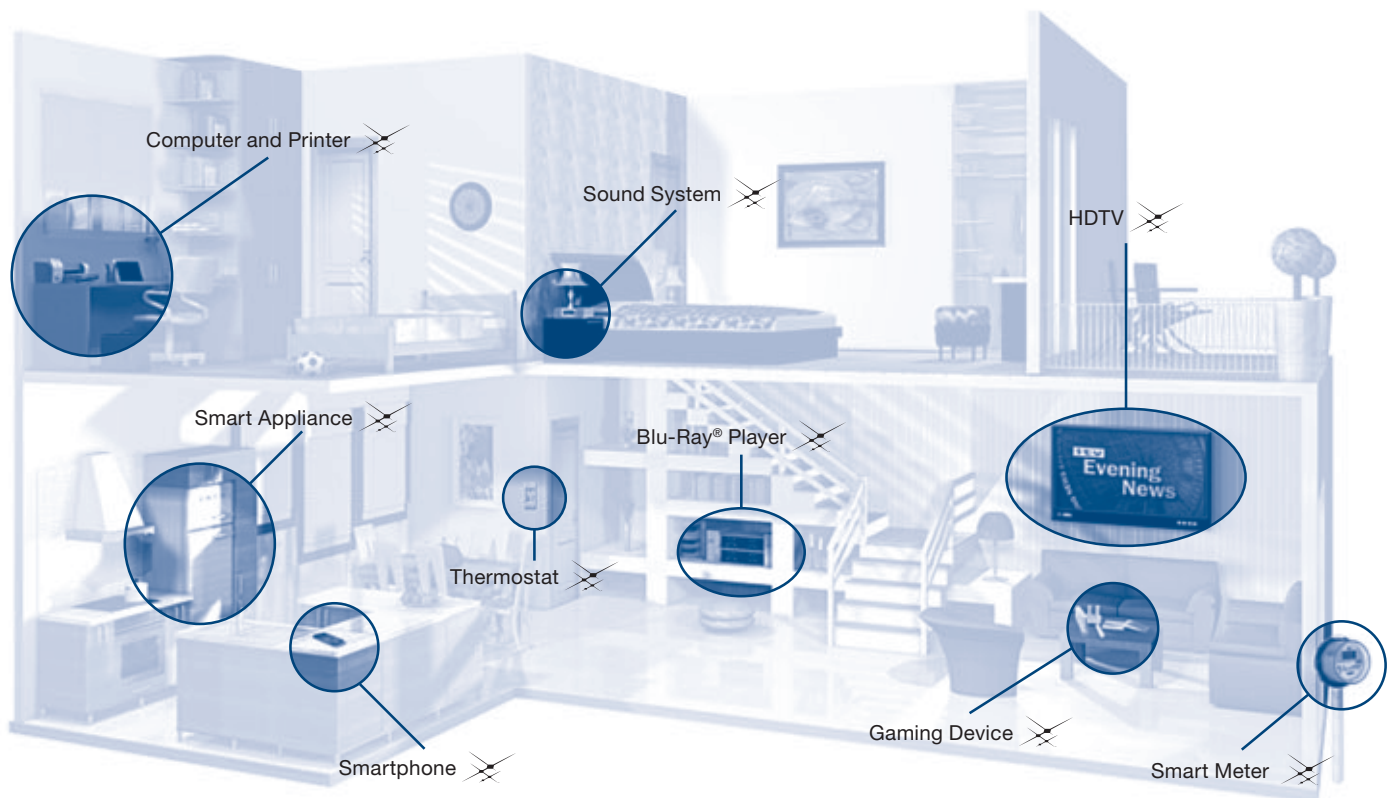 Computer and Printer
Sound System
HDTV
Smart Appliance
Blu-Ray® Player
Evening
News
Thermostat
Gaming Device
Smartphone
Smart Meter